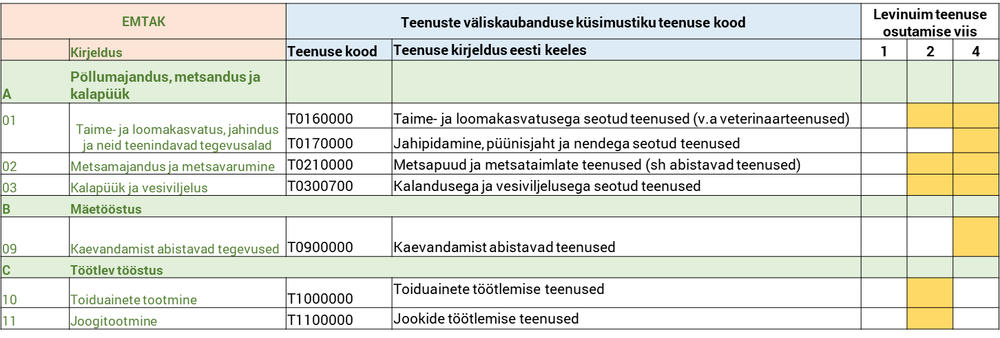 EMTAK
Teenuste väliskaubanduse küsimustiku teenuse kood
Levinuim teenuse
osutamise viis
Kirjeldus
Teenuse kood
Teenuse kirjeldus eesti keeles
1
2
4
A
Põllumajandus, metsandus ja
kalapüük
01
Taime- ja loomakasvatus, jahindus
ja neid teenindavad tegevusalad
T0160000
Taime- ja loomakasvatusega seotud teenused (v.a veterinaarteenused)
T0170000
Jahipidamine, püünisjaht ja nendega seotud teenused
02
Metsamajandus ja metsavarumine
T0210000
Metsapuud ja metsataimlate teenused (sh abistavad teenused)
03
Kalapüük ja vesiviljelus
T0300700
Kalandusega ja vesiviljelusega seotud teenused
B
Mäetööstus
09
Kaevandamist abistavad tegevused
T0900000
Kaevandamist abistavad teenused
C
Töötlev tööstus
10
Toiduainete tootmine
T1000000
Toiduainete töötlemise teenused
11
Joogitootmine
T1100000
Jookide töötlemise teenused